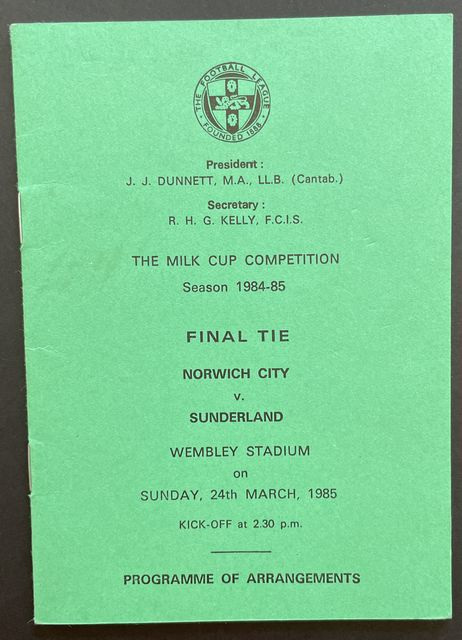 THE FOOTBALL LEAGUE
FOUNDED 1888
President :
J. J. DUNNETT, M.A., LL.B. (Cantab.)
Secretary :
R. H. G. KELLY, F.C.I.S.
THE MILK CUP COMPETITION
Season 1984-85
FINAL TIE
NORWICH CITY
v.
SUNDERLAND
WEMBLEY STADIUM
on
SUNDAY, 24th MARCH, 1985
KICK-OFF at 2.30 p.m.
PROGRAMME OF ARRANGEMENTS